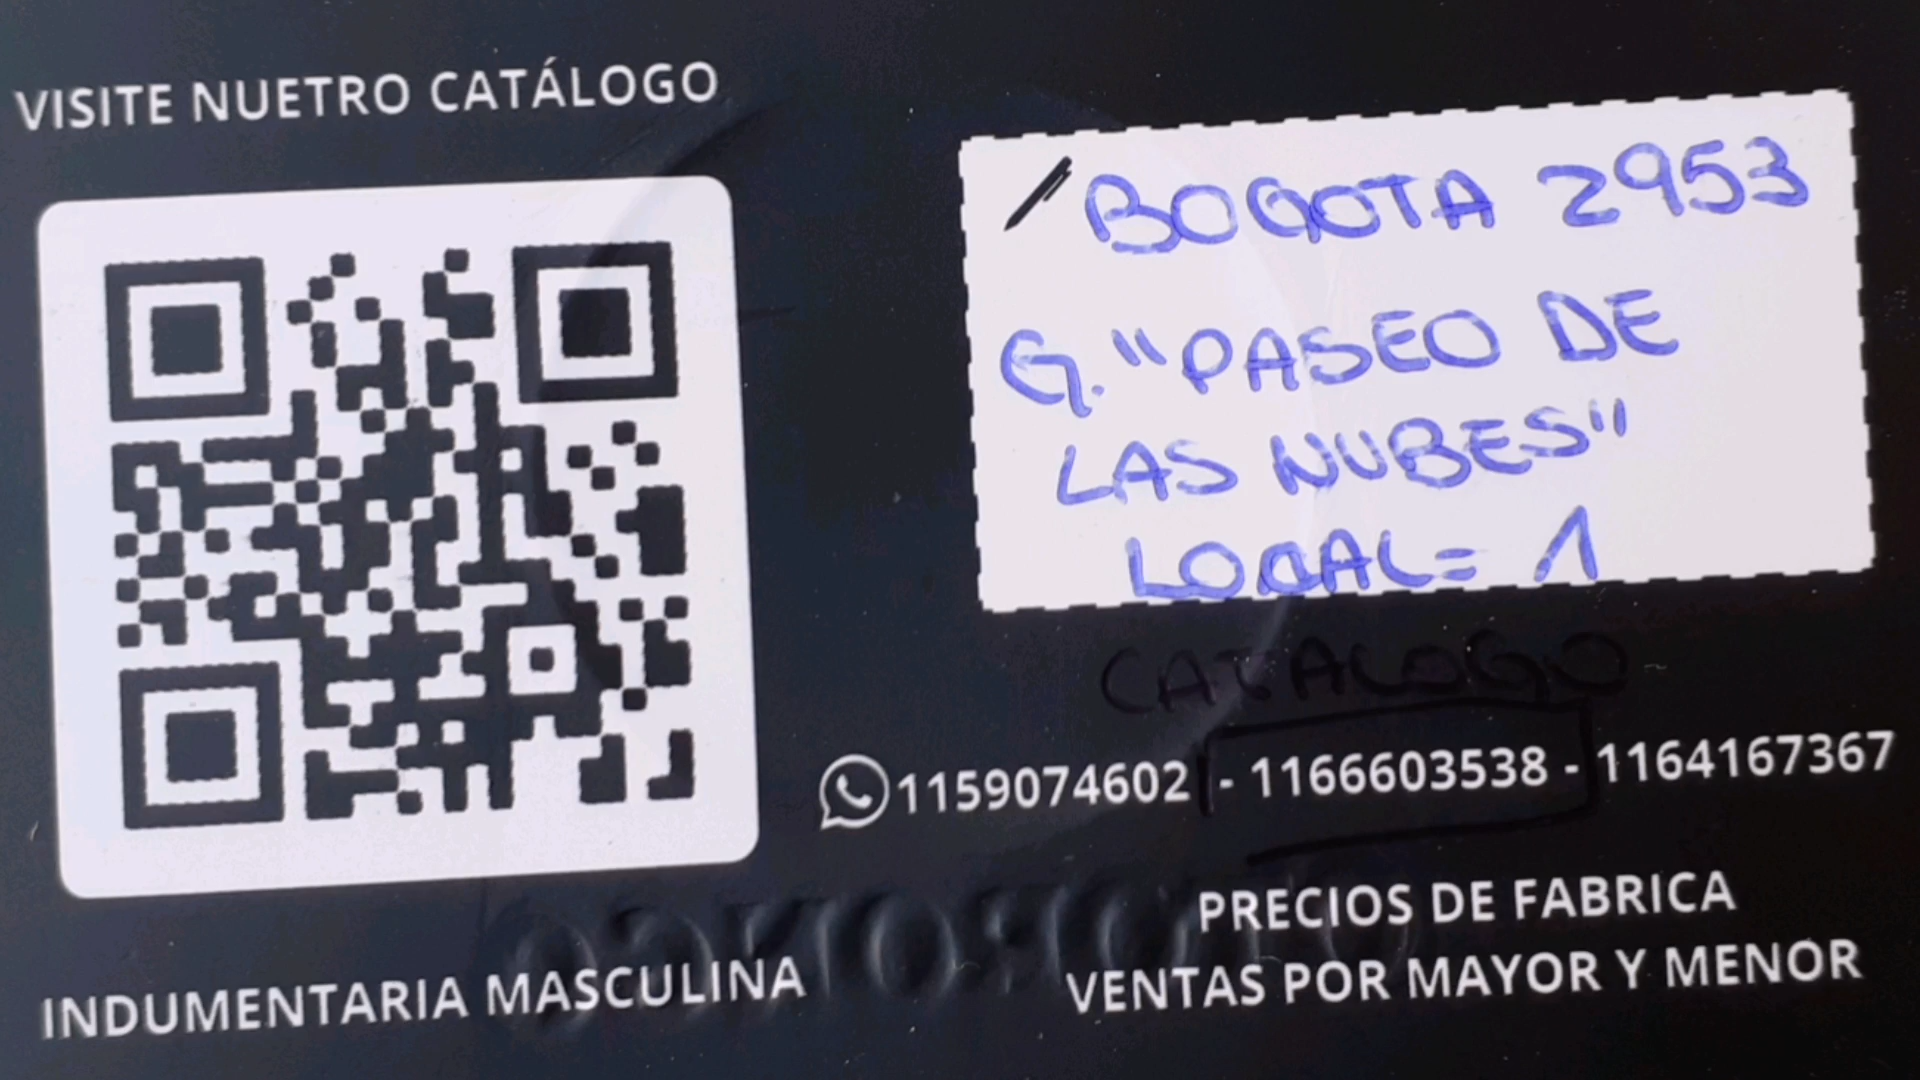 VISITE NUETRO CATÁLOGO
BOGOTA 2953
G. "PASEO DE
LAS NUBES"
LOCAL= 1
CATALOGO
1159074602 - 1166603538 - 1164167367
PRECIOS DE FABRICA
VENTAS POR MAYOR Y MENOR
INDUMENTARIA MASCULINA